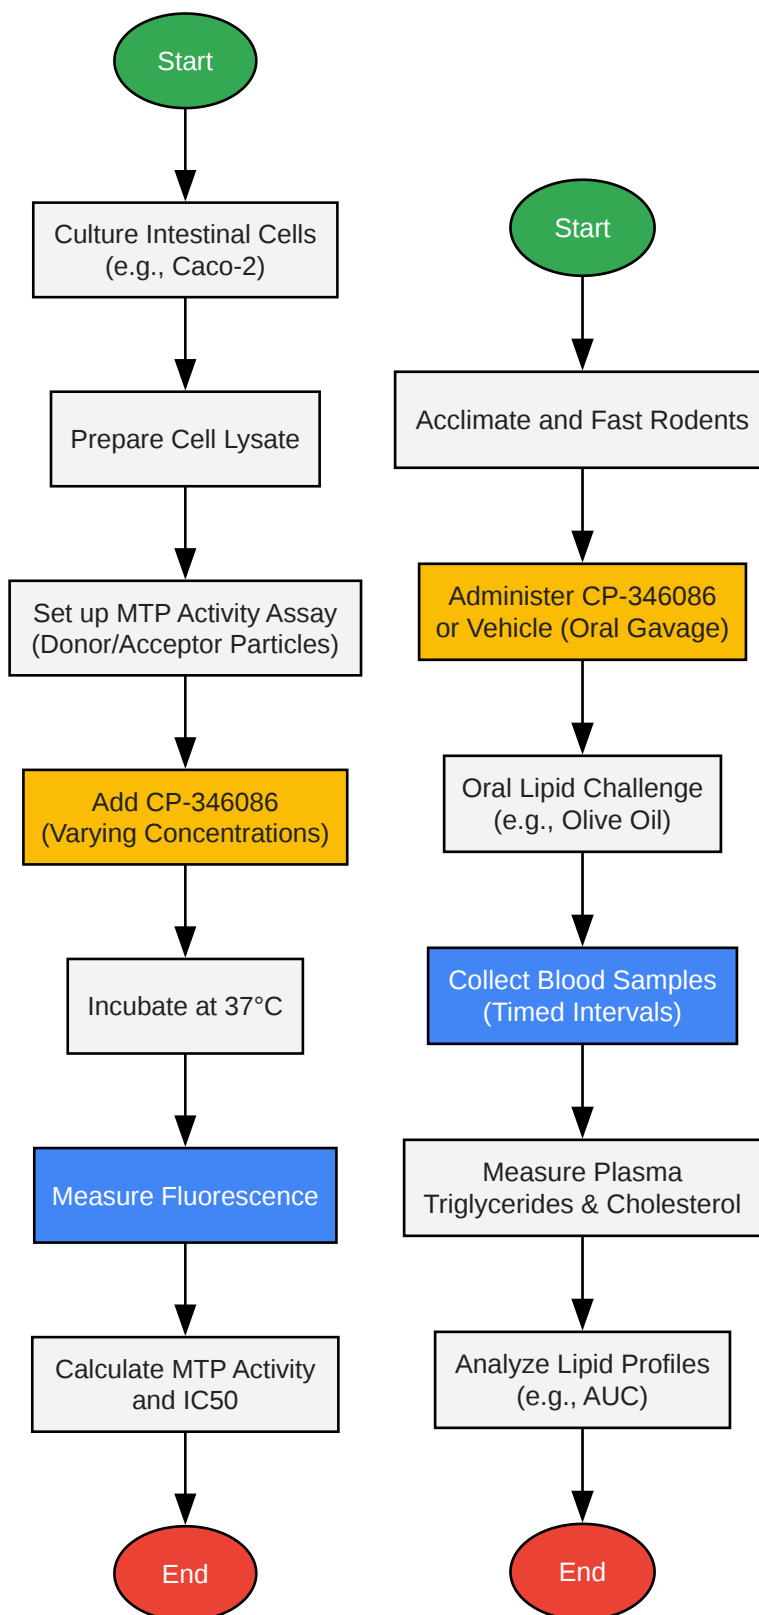 Start
Culture Intestinal Cells
(e.g., Caco-2)
Prepare Cell Lysate
Set up MTP Activity Assay
(Donor/Acceptor Particles)
Add CP-346086
(Varying Concentrations)
Incubate at 37°C
Measure Fluorescence
Calculate MTP Activity
and IC50
End
Start
Acclimate and Fast Rodents
Administer CP-346086
or Vehicle (Oral Gavage)
Oral Lipid Challenge
(e.g., Olive Oil)
Collect Blood Samples
(Timed Intervals)
Measure Plasma
Triglycerides & Cholesterol
Analyze Lipid Profiles
(e.g., AUC)
End